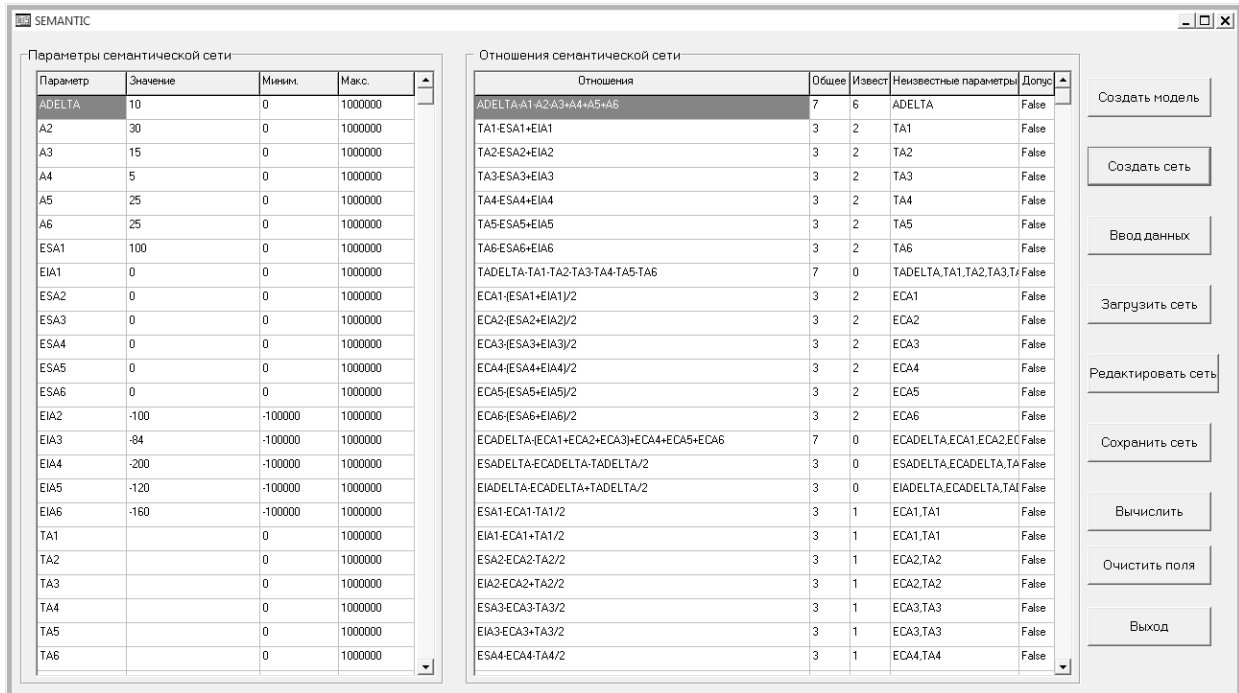 SEMANTIC
Параметры семантической сети
Параметр Значение Миним. Макс.
ADELTA 10 0 1000000
A2 30 0 1000000
A3 15 0 1000000
A4 5 0 1000000
A5 25 0 1000000
A6 25 0 1000000
ESA1 100 0 1000000
EIA1 0 0 1000000
ESA2 0 0 1000000
ESA3 0 0 1000000
ESA4 0 0 1000000
ESA5 0 0 1000000
ESA6 0 0 1000000
EIA2 -100 -100000 1000000
EIA3 -84 -100000 1000000
EIA4 -200 -100000 1000000
EIA5 -120 -100000 1000000
EIA6 -160 -100000 1000000
TA1 0 1000000
TA2 0 1000000
TA3 0 1000000
TA4 0 1000000
TA5 0 1000000
TA6 0 1000000
Отношения семантической сети
Отношения Общее Извест Неизвестные параметры Допус
ADELTA-A1-A2-A3+A4+A5+A6 7 6 ADELTA False
TA1-ESA1+EIA1 3 2 TA1 False
TA2-ESA2+EIA2 3 2 TA2 False
TA3-ESA3+EIA3 3 2 TA3 False
TA4-ESA4+EIA4 3 2 TA4 False
TA5-ESA5+EIA5 3 2 TA5 False
TA6-ESA6+EIA6 3 2 TA6 False
TADELTA-TA1-TA2-TA3-TA4-TA5-TA6 7 0 TADELTA,TA1,TA2,TA3,TA False
ECA1-(ESA1+EIA1)/2 3 2 ECA1 False
ECA2-(ESA2+EIA2)/2 3 2 ECA2 False
ECA3-(ESA3+EIA3)/2 3 2 ECA3 False
ECA4-(ESA4+EIA4)/2 3 2 ECA4 False
ECA5-(ESA5+EIA5)/2 3 2 ECA5 False
ECA6-(ESA6+EIA6)/2 3 2 ECA6 False
ECADELTA-(ECA1+ECA2+ECA3)+ECA4+ECA5+ECA6 7 0 ECADELTA,ECA1,ECA2,EC False
ESADELTA-ECADELTA-TADELTA/2 3 0 ESADELTA,ECADELTA,TA False
EIADELTA-ECADELTA+TADELTA/2 3 0 EIADELTA,ECADELTA,TAD False
ESA1-ECA1-TA1/2 3 1 ECA1,TA1 False
EIA1-ECA1+TA1/2 3 1 ECA1,TA1 False
ESA2-ECA2-TA2/2 3 1 ECA2,TA2 False
EIA2-ECA2+TA2/2 3 1 ECA2,TA2 False
ESA3-ECA3-TA3/2 3 1 ECA3,TA3 False
EIA3-ECA3+TA3/2 3 1 ECA3,TA3 False
ESA4-ECA4-TA4/2 3 1 ECA4,TA4 False
Создать модель
Создать сеть
Ввод данных
Загрузить сеть
Редактировать сеть
Сохранить сеть
Вычислить
Очистить поля
Выход